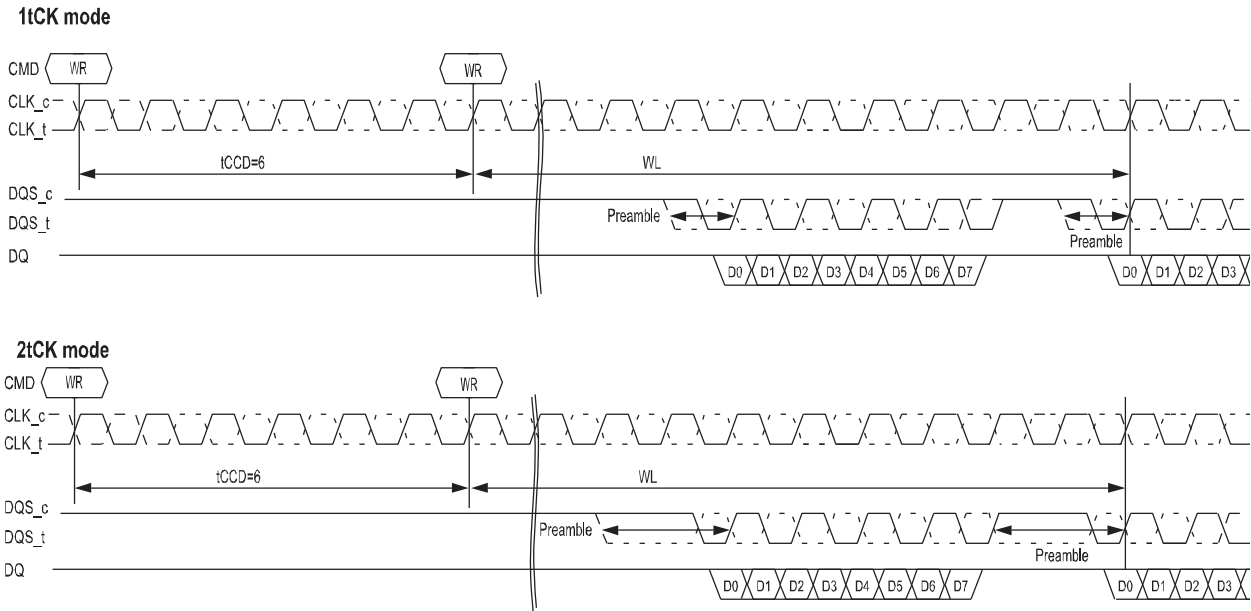 1tCK mode
CMD WR WR
CLK_c
CLK_t
tCCD=6 WL
DQS_c
DQS_t Preamble Preamble
DQ D0 D1 D2 D3 D4 D5 D6 D7 D0 D1 D2 D3
2tCK mode
CMD WR WR
CLK_c
CLK_t
tCCD=6 WL
DQS_c
DQS_t Preamble Preamble
DQ D0 D1 D2 D3 D4 D5 D6 D7 D0 D1 D2 D3